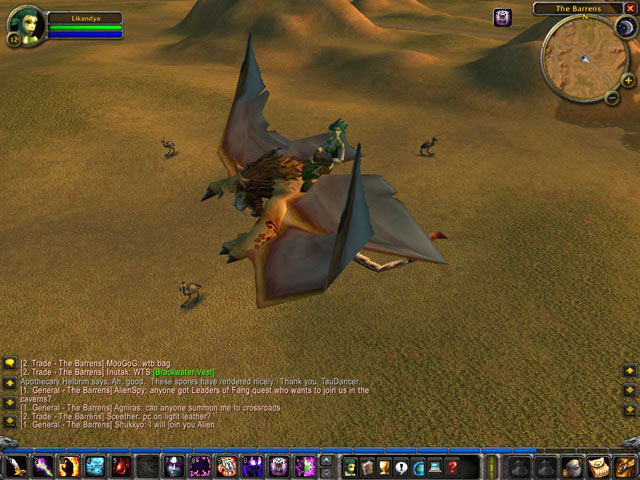 Likandya
The Barrens
N
12
[2. Trade - The Barrens] MooGoG: wtb bag
[2. Trade - The Barrens] Inutak: WTS [Brackwater Vest]
Apothecary Helbrim says: Ah, good. These spores have rendered nicely. Thank you, TauDancer.
[1. General - The Barrens] AlienSpy: anyone got Leaders of Fang quest who wants to join us in the
caverns?
[1. General - The Barrens] Agniras: can anyone summon me to crossroads
[2. Trade - The Barrens] Sceether: pc on light leather?
[1. General - The Barrens] Shukkyo: I will join you Alien